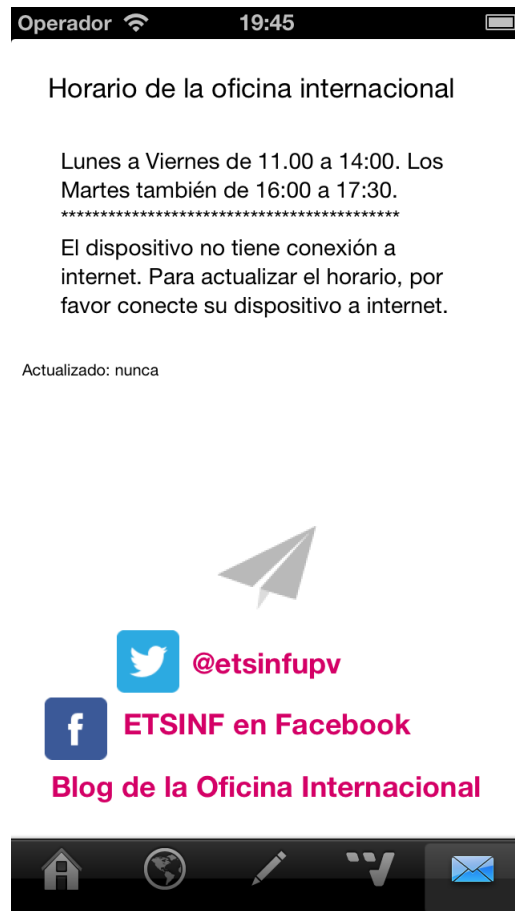 Operador 19:45
Horario de la oficina internacional
Lunes a Viernes de 11.00 a 14:00. Los
Martes también de 16:00 a 17:30.
*******************************************
El dispositivo no tiene conexión a
internet. Para actualizar el horario, por
favor conecte su dispositivo a internet.
Actualizado: nunca
@etsinfupv
f ETSINF en Facebook
Blog de la Oficina Internacional